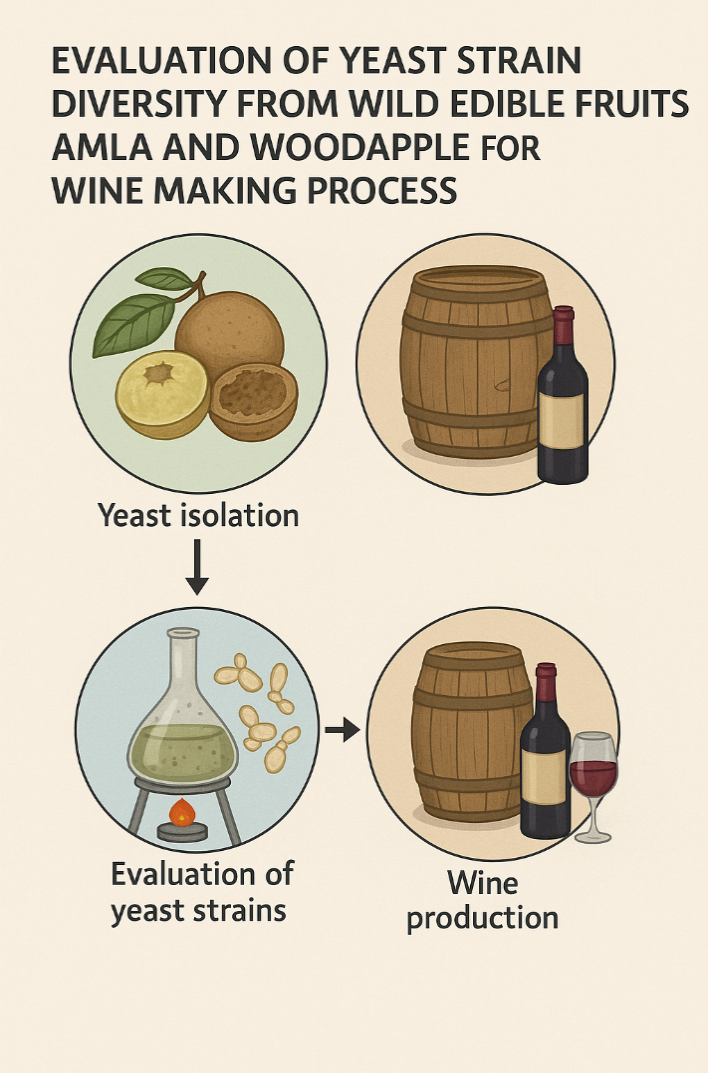 EVALUATION OF YEAST STRAIN
DIVERSITY FROM WILD EDIBLE FRUITS
AMLA AND WOODAPPLE FOR
WINE MAKING PROCESS
Yeast isolation
Evaluation of
yeast strains
Wine
production